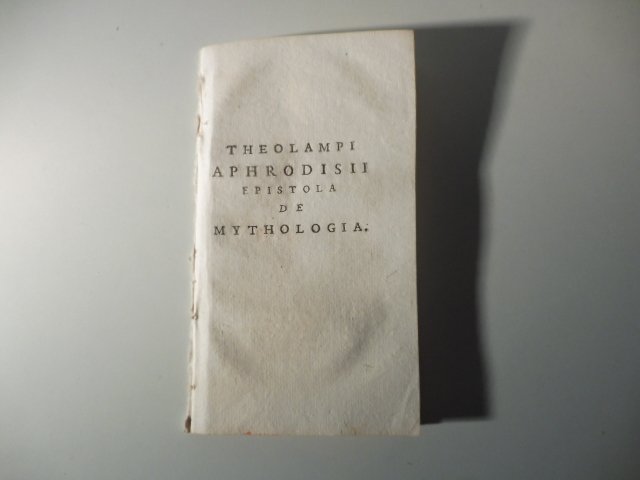 THEOLAMPI
APHRODISII
EPISTOLA
DE
MYTHOLOGIA.